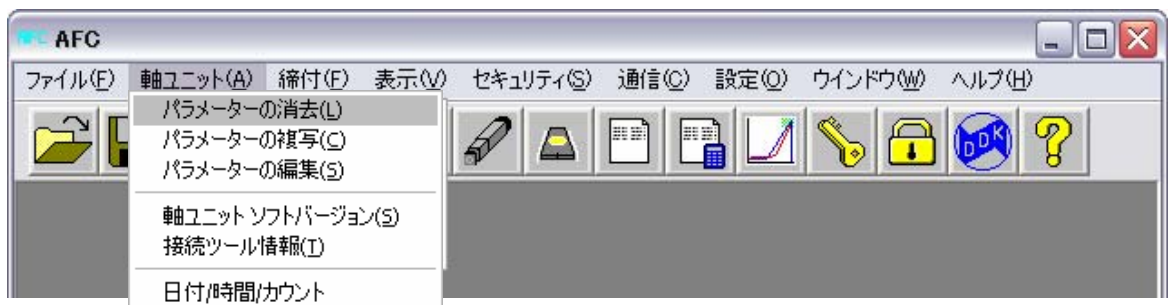 AFC AFC
ファイル(F) 軸ユニット(A) 締付(F) 表示(V) セキュリティ(S) 通信(C) 設定(O) ウインドウ(W) ヘルプ(H)
パラメーターの消去(L)
パラメーターの複写(C)
パラメーターの編集(S)
DDK ?
軸ユニット ソフトバージョン(S)
接続ツール情報(T)
日付/時間/カウント